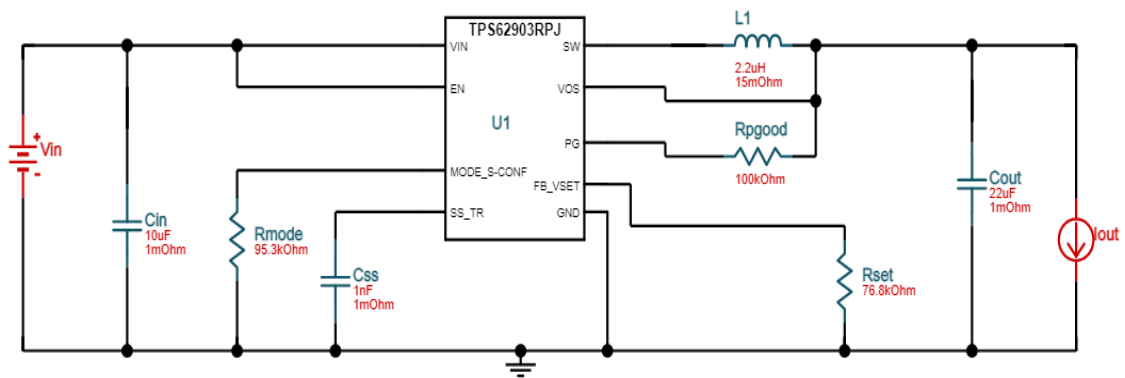 TPS62903RPJ
VIN
EN
MODE_S-CONF
SS_TR
SW
VOS
PG
FB_VSET
GND
U1
+
Vin
-
Cin
10uF
1mOhm
Rmode
95.3kOhm
Css
1nF
1mOhm
L1
2.2uH
15mOhm
Rpgood
100kOhm
Rset
76.8kOhm
Cout
22uF
1mOhm
Iout